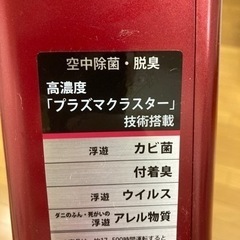 空中除菌・脱臭
高濃度
「プラズマクラスター」
技術搭載
浮遊 カビ菌
付着臭
浮遊 ウイルス
ダニのふん・死がいの
浮遊 アレル物質